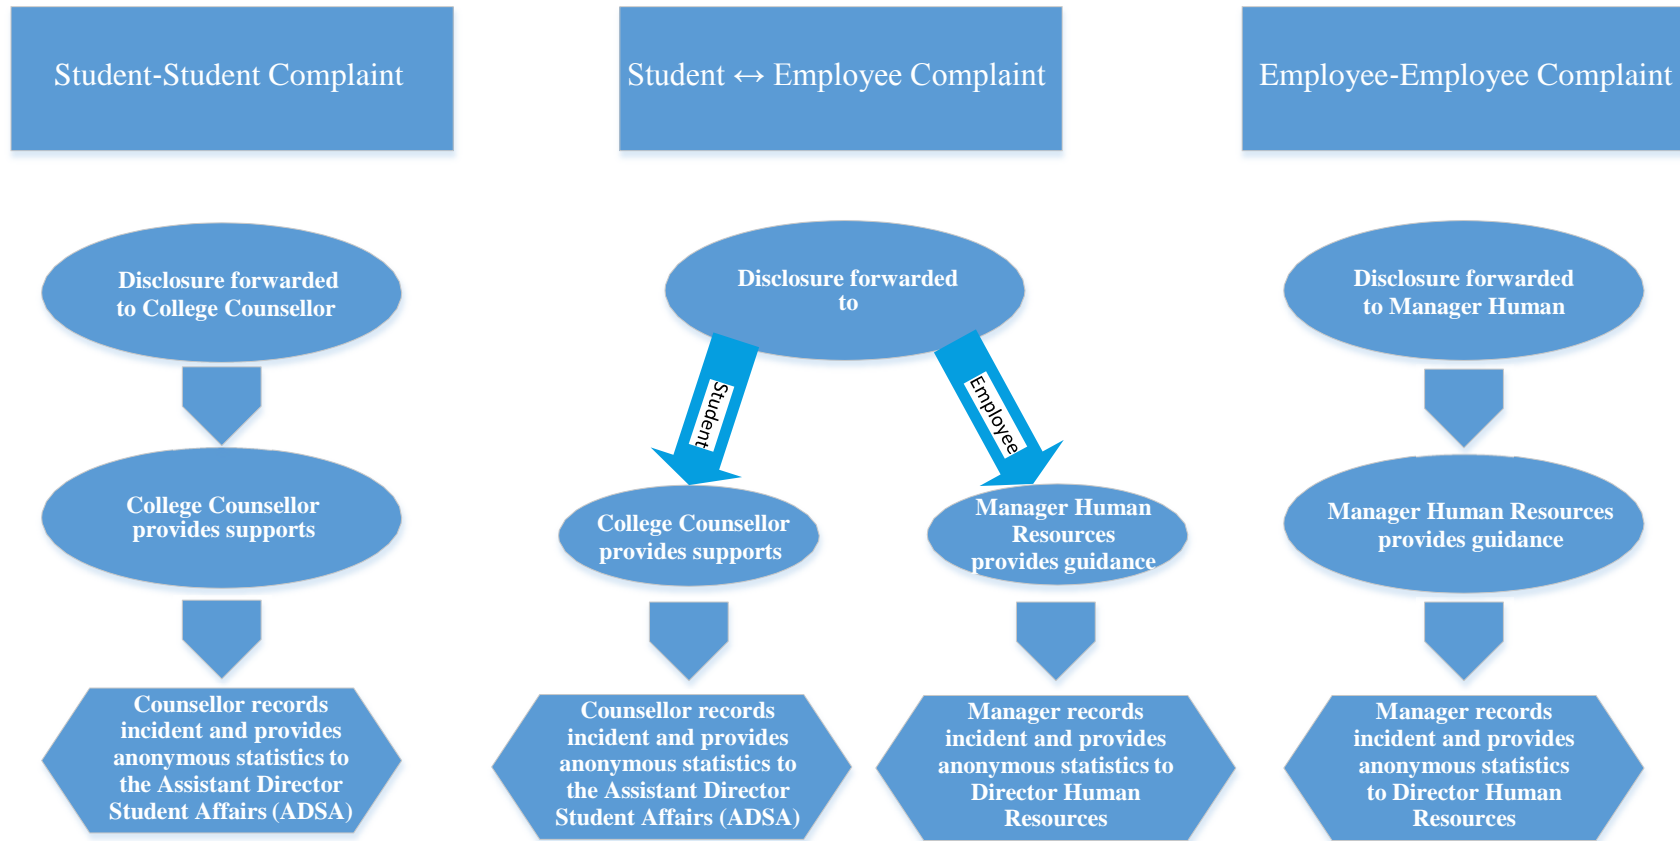 Student-Student Complaint
Student ↔ Employee Complaint
Employee-Employee Complaint
Disclosure forwarded
to College Counsellor
College Counsellor
provides supports
Counsellor records
incident and provides
anonymous statistics to
the Assistant Director
Student Affairs (ADSA)
Disclosure forwarded
to
Student
Employee
College Counsellor
provides supports
Counsellor records
incident and provides
anonymous statistics to
the Assistant Director
Student Affairs (ADSA)
Manager Human
Resources
provides guidance
Manager records
incident and provides
anonymous statistics to
Director Human
Resources
Disclosure forwarded
to Manager Human
Manager Human Resources
provides guidance
Manager records
incident and provides
anonymous statistics
to Director Human
Resources